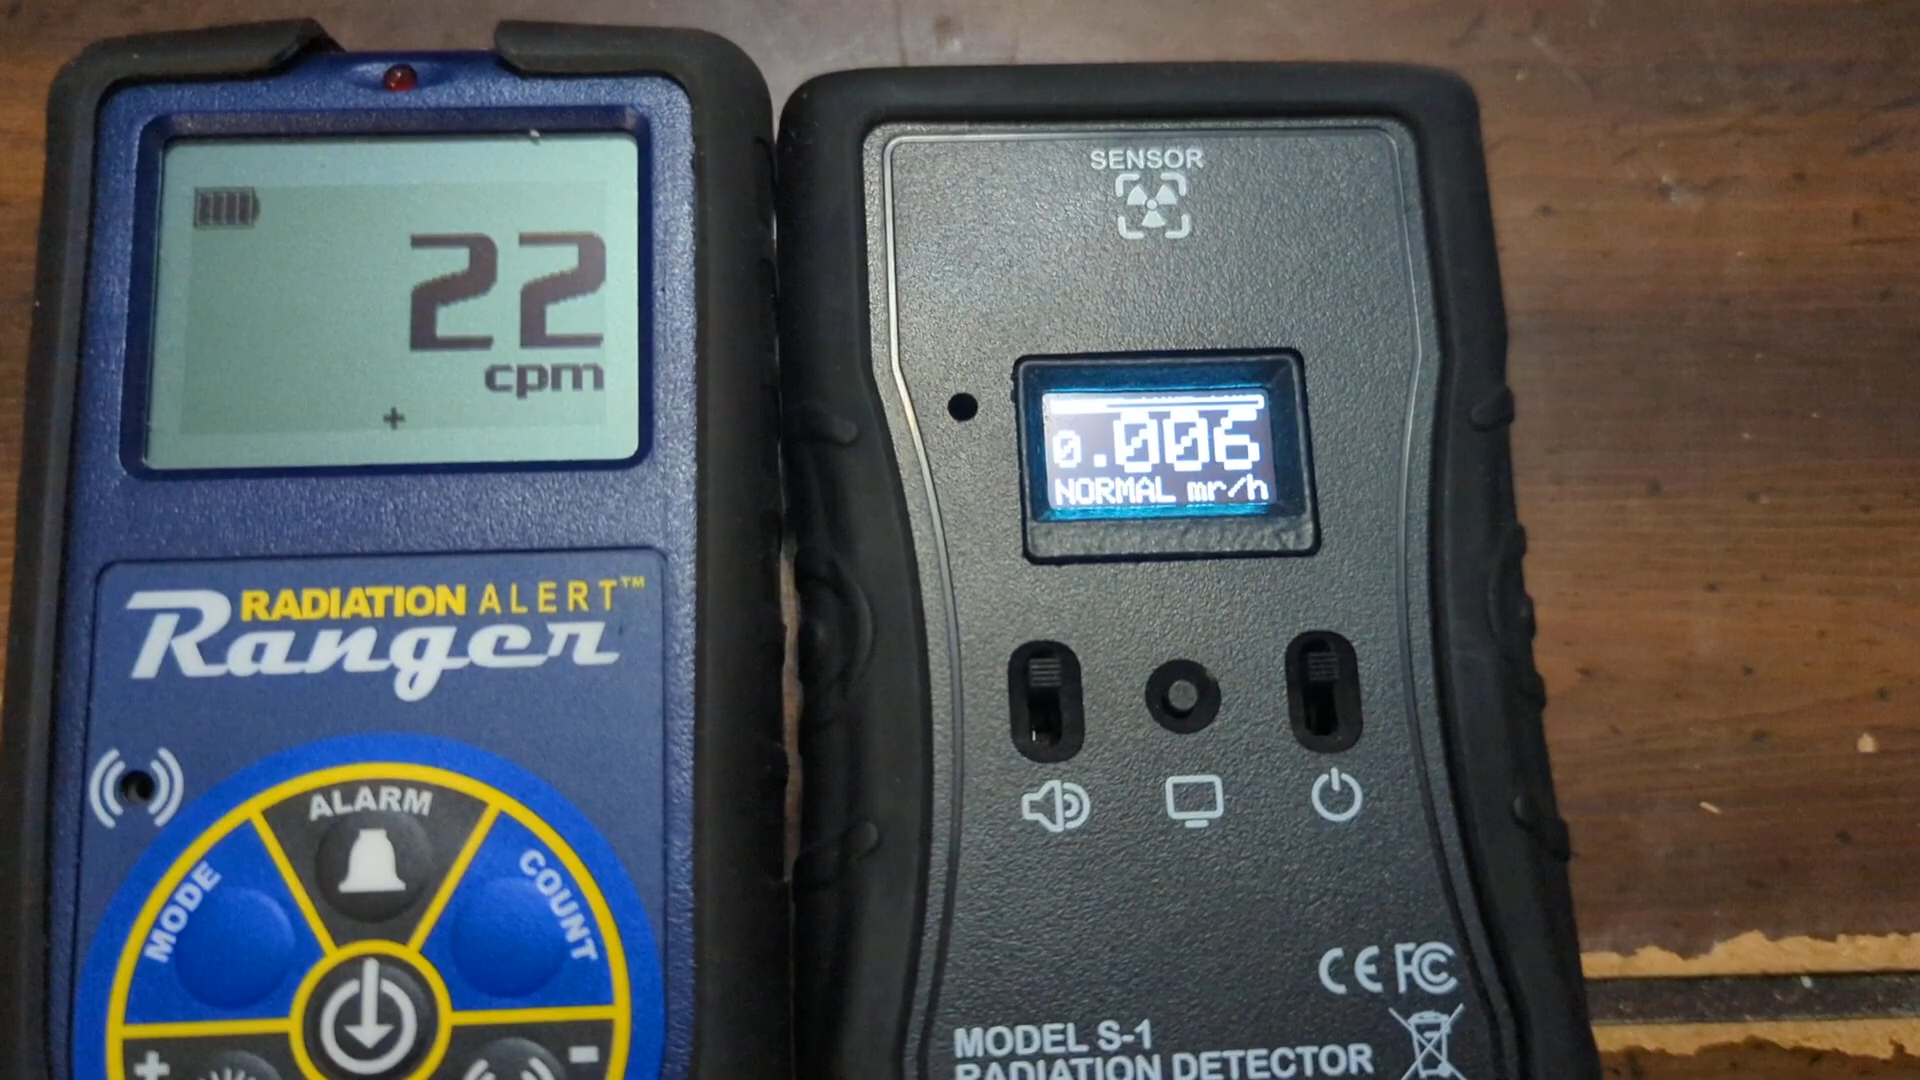 22
cpm
+
RADIATION ALERT™
Ranger
ALARM
MODE
COUNT
+
-
SENSOR
0.006
NORMAL mr/h
CE FC
MODEL S-1
RADIATION DETECTOR